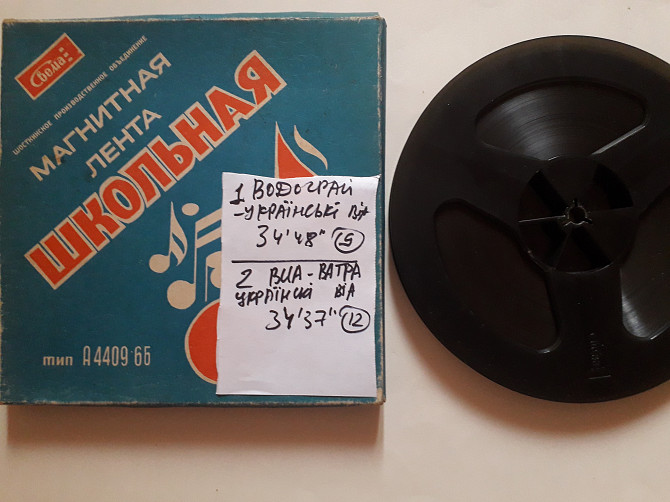 Свема
ШОСТКИНСКОЕ ПРОИЗВОДСТВЕННОЕ ОБЪЕДИНЕНИЕ
МАГНИТНАЯ
ЛЕНТА
ШКОЛЬНАЯ
тип А4409-6Б
1 ВОДОГРАЙ
-УКРАЇНСЬКІ ВІА
34'48" (15)
2 ВИА-ВАТРА
УКРАЇНСЬКІ ВІА
34'37" (12)